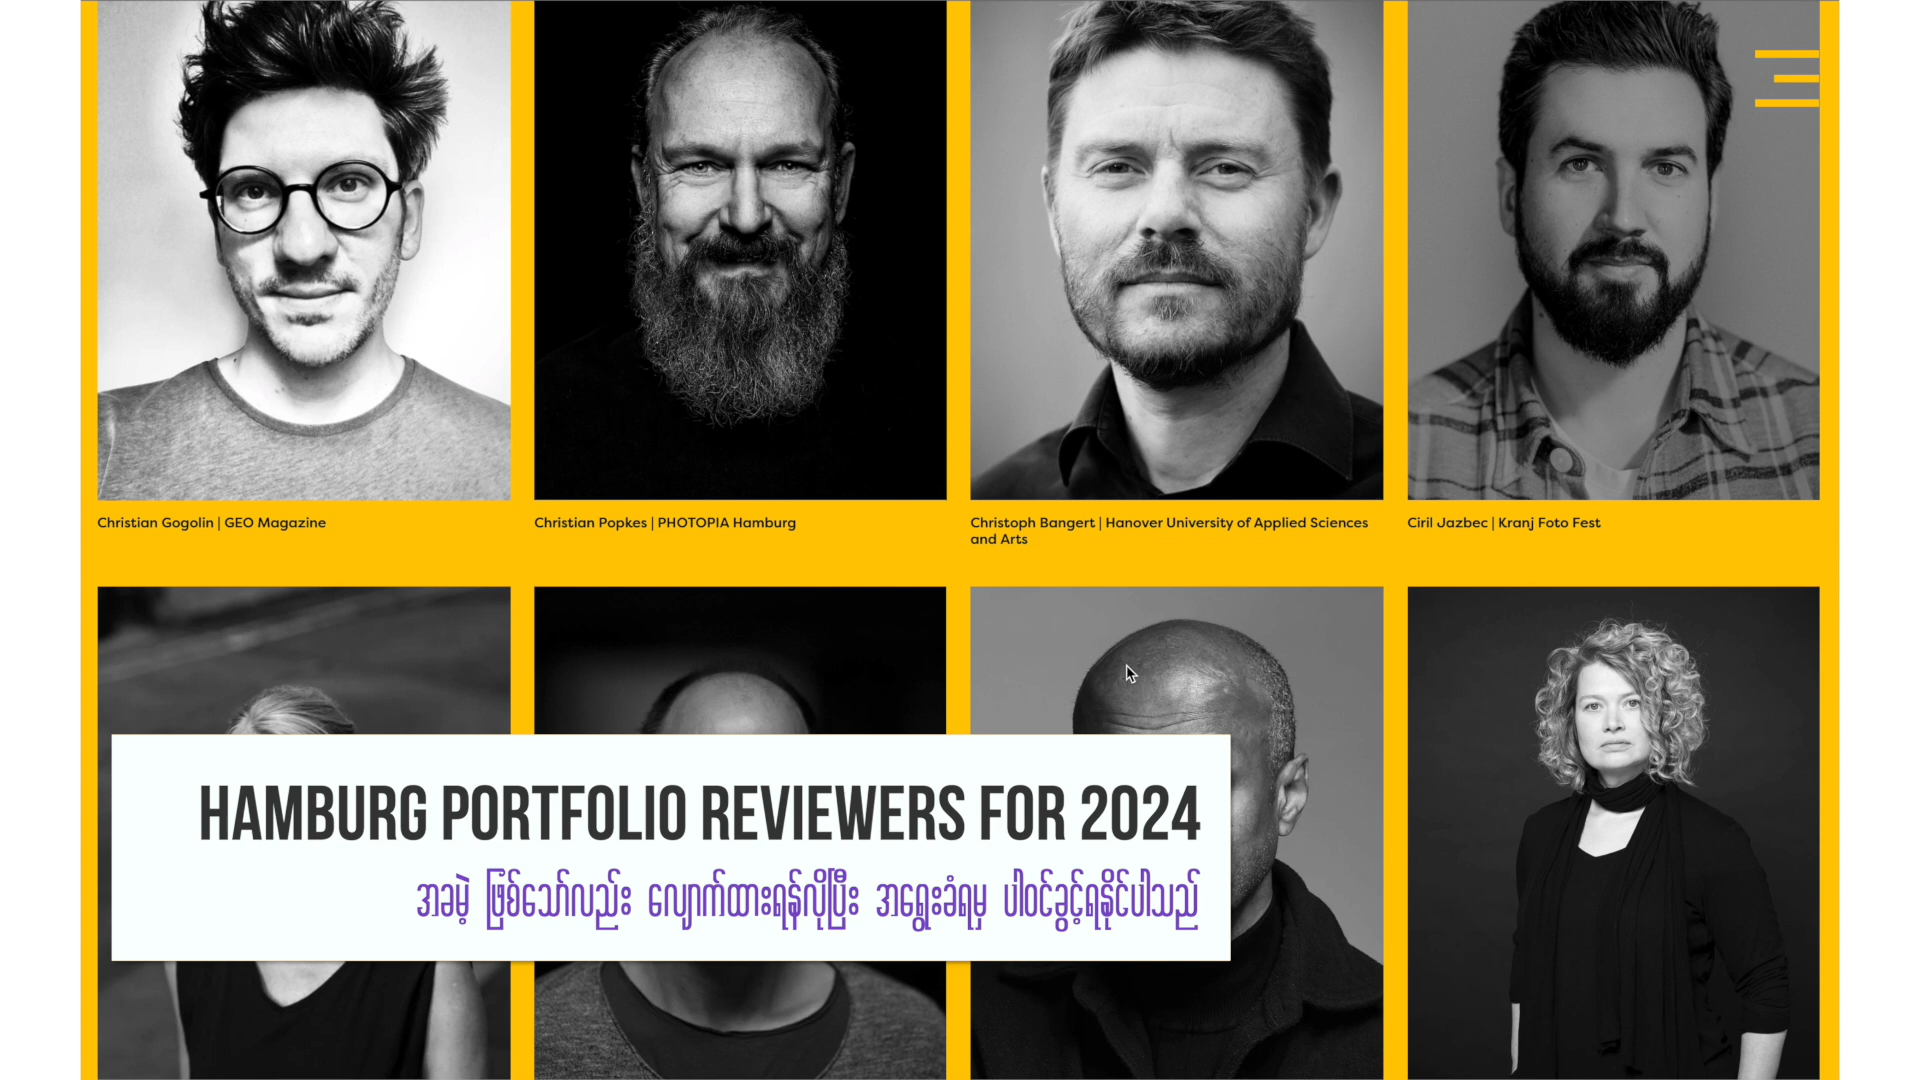 Christian Gogolin | GEO Magazine
Christian Popkes | PHOTOPIA Hamburg
Christoph Bangert | Hanover University of Applied Sciences
and Arts
Ciril Jazbec | Kranj Foto Fest
HAMBURG PORTFOLIO REVIEWERS FOR 2024
အခမဲ့ ဖြစ်သော်လည်း လျှောက်ထားရန်လိုပြီး အရွေးခံရမှ ပါဝင်ခွင့်ရနိုင်ပါသည်